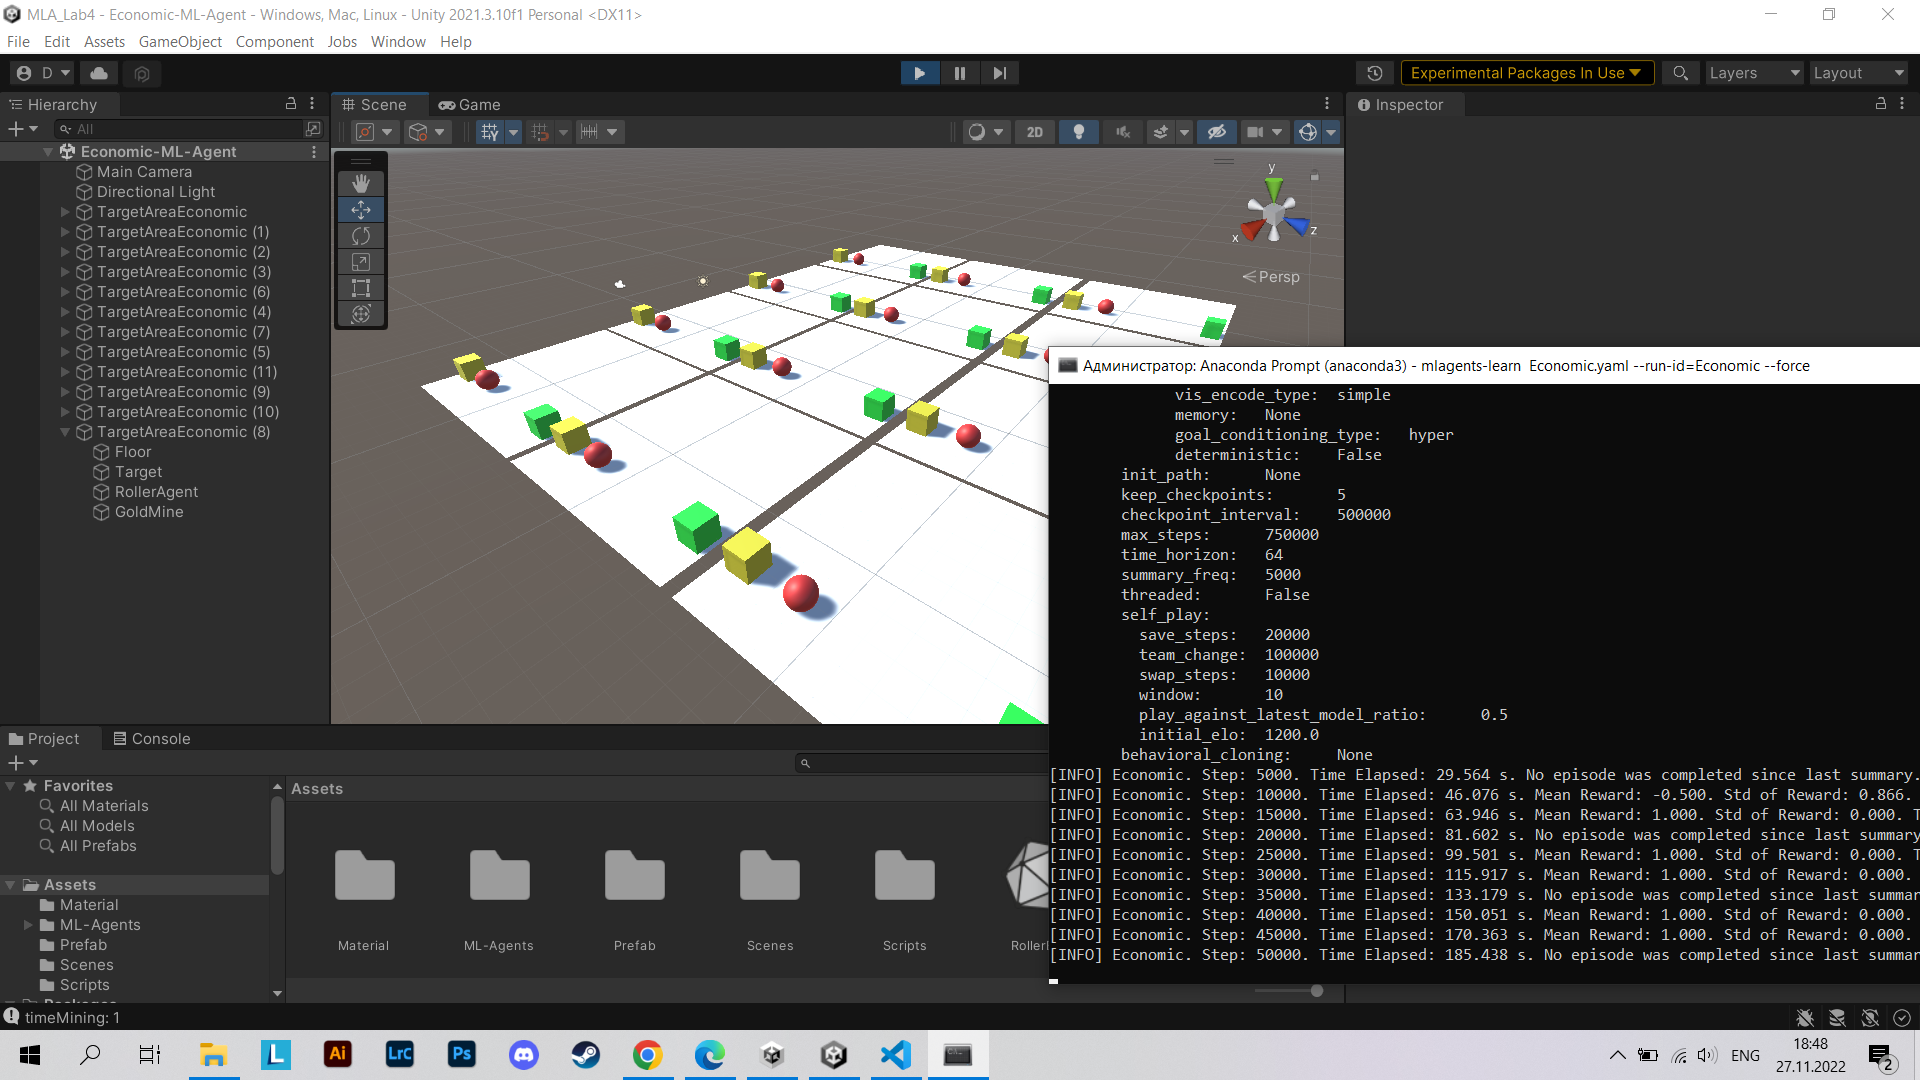 MLA_Lab4 - Economic-ML-Agent - Windows, Mac, Linux - Unity 2021.3.10f1 Personal <DX11>
File Edit Assets GameObject Component Jobs Window Help
D
Experimental Packages In Use
Layers
Layout
Hierarchy
Scene
Game
Inspector
All
2D
Economic-ML-Agent
Main Camera
Directional Light
TargetAreaEconomic
TargetAreaEconomic (1)
TargetAreaEconomic (2)
TargetAreaEconomic (3)
TargetAreaEconomic (6)
TargetAreaEconomic (4)
TargetAreaEconomic (7)
TargetAreaEconomic (5)
TargetAreaEconomic (11)
TargetAreaEconomic (9)
TargetAreaEconomic (10)
TargetAreaEconomic (8)
Floor
Target
RollerAgent
GoldMine
y
x
z
Persp
Администратор: Anaconda Prompt (anaconda3) - mlagents-learn Economic.yaml --run-id=Economic --force
vis_encode_type: simple
memory: None
goal_conditioning_type: hyper
deterministic: False
init_path: None
keep_checkpoints: 5
checkpoint_interval: 500000
max_steps: 750000
time_horizon: 64
summary_freq: 5000
threaded: False
self_play:
save_steps: 20000
team_change: 100000
swap_steps: 10000
window: 10
play_against_latest_model_ratio: 0.5
initial_elo: 1200.0
behavioral_cloning: None
[INFO] Economic. Step: 5000. Time Elapsed: 29.564 s. No episode was completed since last summary.
[INFO] Economic. Step: 10000. Time Elapsed: 46.076 s. Mean Reward: -0.500. Std of Reward: 0.866.
[INFO] Economic. Step: 15000. Time Elapsed: 63.946 s. Mean Reward: 1.000. Std of Reward: 0.000. T
[INFO] Economic. Step: 20000. Time Elapsed: 81.602 s. No episode was completed since last summary
[INFO] Economic. Step: 25000. Time Elapsed: 99.501 s. Mean Reward: 1.000. Std of Reward: 0.000. T
[INFO] Economic. Step: 30000. Time Elapsed: 115.917 s. Mean Reward: 1.000. Std of Reward: 0.000.
[INFO] Economic. Step: 35000. Time Elapsed: 133.179 s. No episode was completed since last summar
[INFO] Economic. Step: 40000. Time Elapsed: 150.051 s. Mean Reward: 1.000. Std of Reward: 0.000.
[INFO] Economic. Step: 45000. Time Elapsed: 170.363 s. Mean Reward: 1.000. Std of Reward: 0.000.
[INFO] Economic. Step: 50000. Time Elapsed: 185.438 s. No episode was completed since last summar
Project
Console
Favorites
All Materials
All Models
All Prefabs
Assets
Material
ML-Agents
Prefab
Scenes
Scripts
Assets
Material
ML-Agents
Prefab
Scenes
Scripts
timeMining: 1
L
Ai
LrC
Ps
ENG
18:48
27.11.2022
2